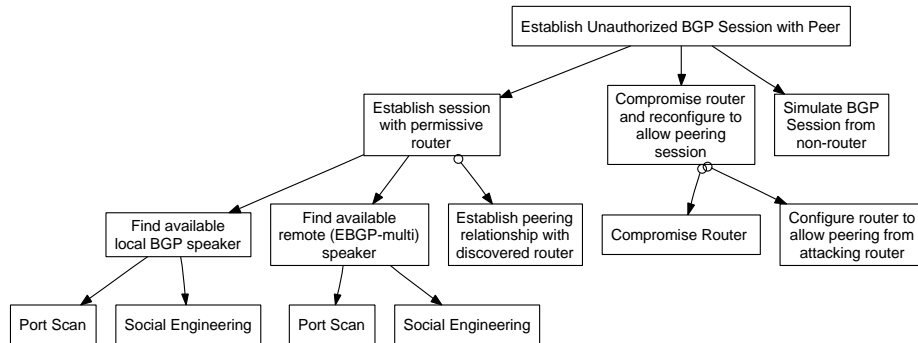 Establish Unauthorized BGP Session with Peer
Establish session
with permissive
router
Compromise router
and reconfigure to
allow peering
session
Simulate BGP
Session from
non-router
Find available
local BGP speaker
Find available
remote (EBGP-multi)
speaker
Establish peering
relationship with
discovered router
Compromise Router
Configure router to
allow peering from
attacking router
Port Scan
Social Engineering
Port Scan
Social Engineering